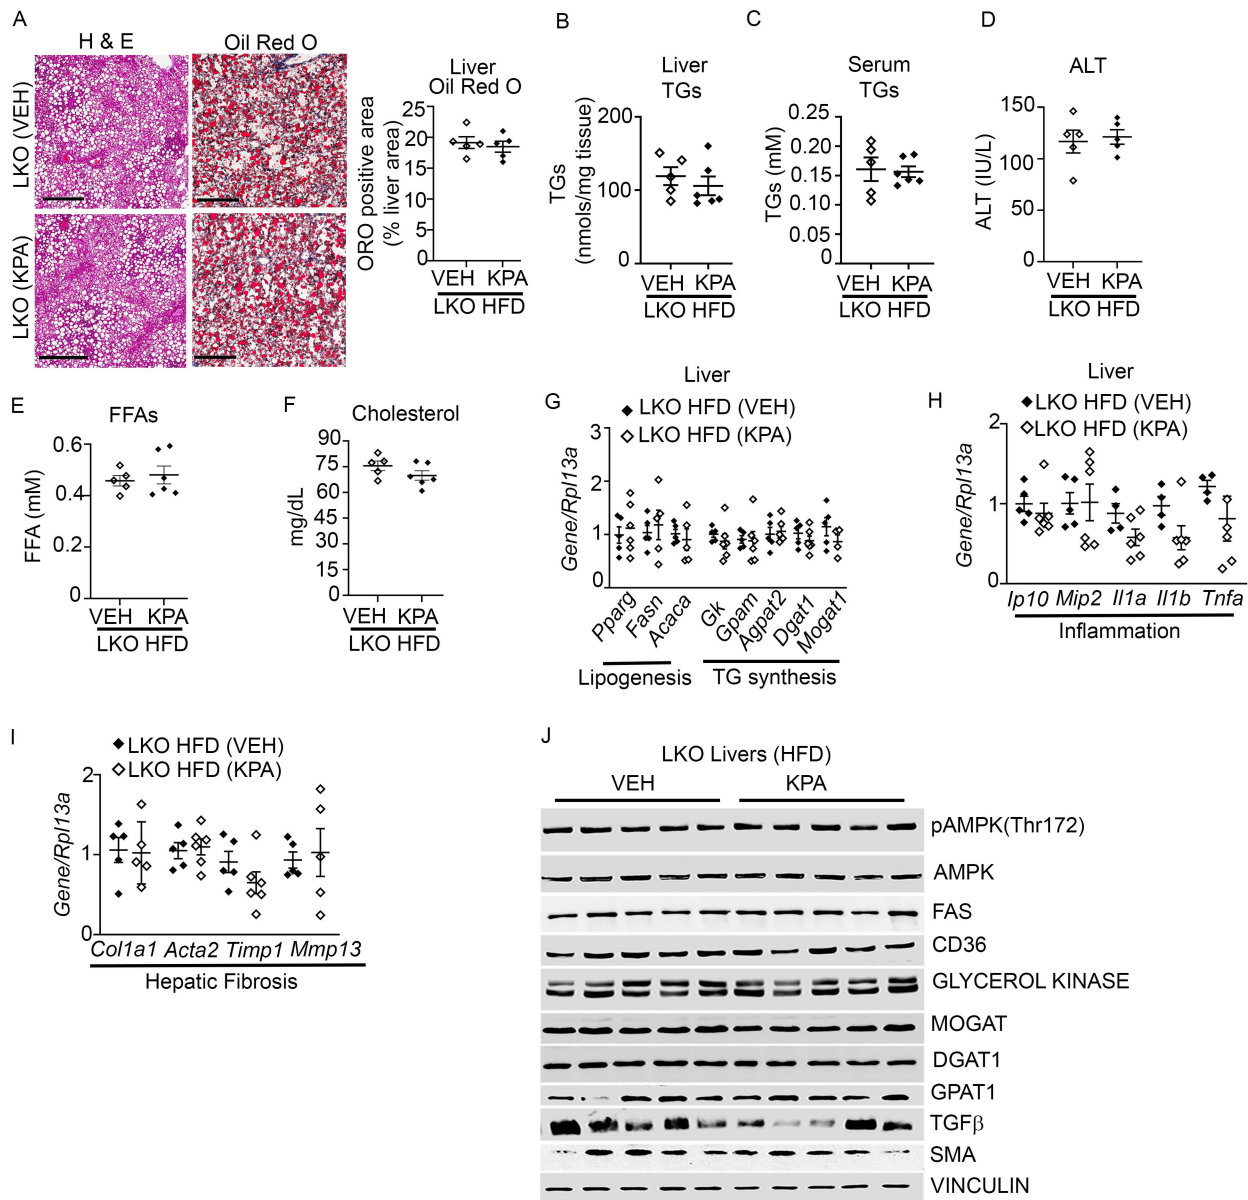 A
H & E
Oil Red O
LKO (VEH)
LKO (KPA)
Liver
Oil Red O
ORO positive area
(% liver area)
25
20
15
10
5
0
VEH KPA
LKO HFD
B
Liver
TGs
TGs
(nmols/mg tissue)
200
100
0
VEH KPA
LKO HFD
C
Serum
TGs
TGs (mM)
0.25
0.20
0.15
0.10
0.05
0
VEH KPA
LKO HFD
D
ALT
ALT (IU/L)
150
100
50
0
VEH KPA
LKO HFD
E
FFAs
FFA (mM)
0.6
0.4
0.2
0
VEH KPA
LKO HFD
F
Cholesterol
mg/dL
90
75
60
45
30
15
0
VEH KPA
LKO HFD
G
Liver
LKO HFD (VEH)
LKO HFD (KPA)
Gene/Rpl13a
3
2
1
0
Pparg
Fasn
Acaca
Gk
Gpam
Agpat2
Dgat1
Mogat1
Lipogenesis
TG synthesis
H
Liver
LKO HFD (VEH)
LKO HFD (KPA)
Gene/Rpl13a
2
1
0
Ip10 Mip2 Il1a Il1b Tnfa
Inflammation
I
LKO HFD (VEH)
LKO HFD (KPA)
Gene/Rpl13a
2
1
0
Col1a1 Acta2 Timp1 Mmp13
Hepatic Fibrosis
J
LKO Livers (HFD)
VEH KPA
pAMPK(Thr172)
AMPK
FAS
CD36
GLYCEROL KINASE
MOGAT
DGAT1
GPAT1
TGFβ
SMA
VINCULIN